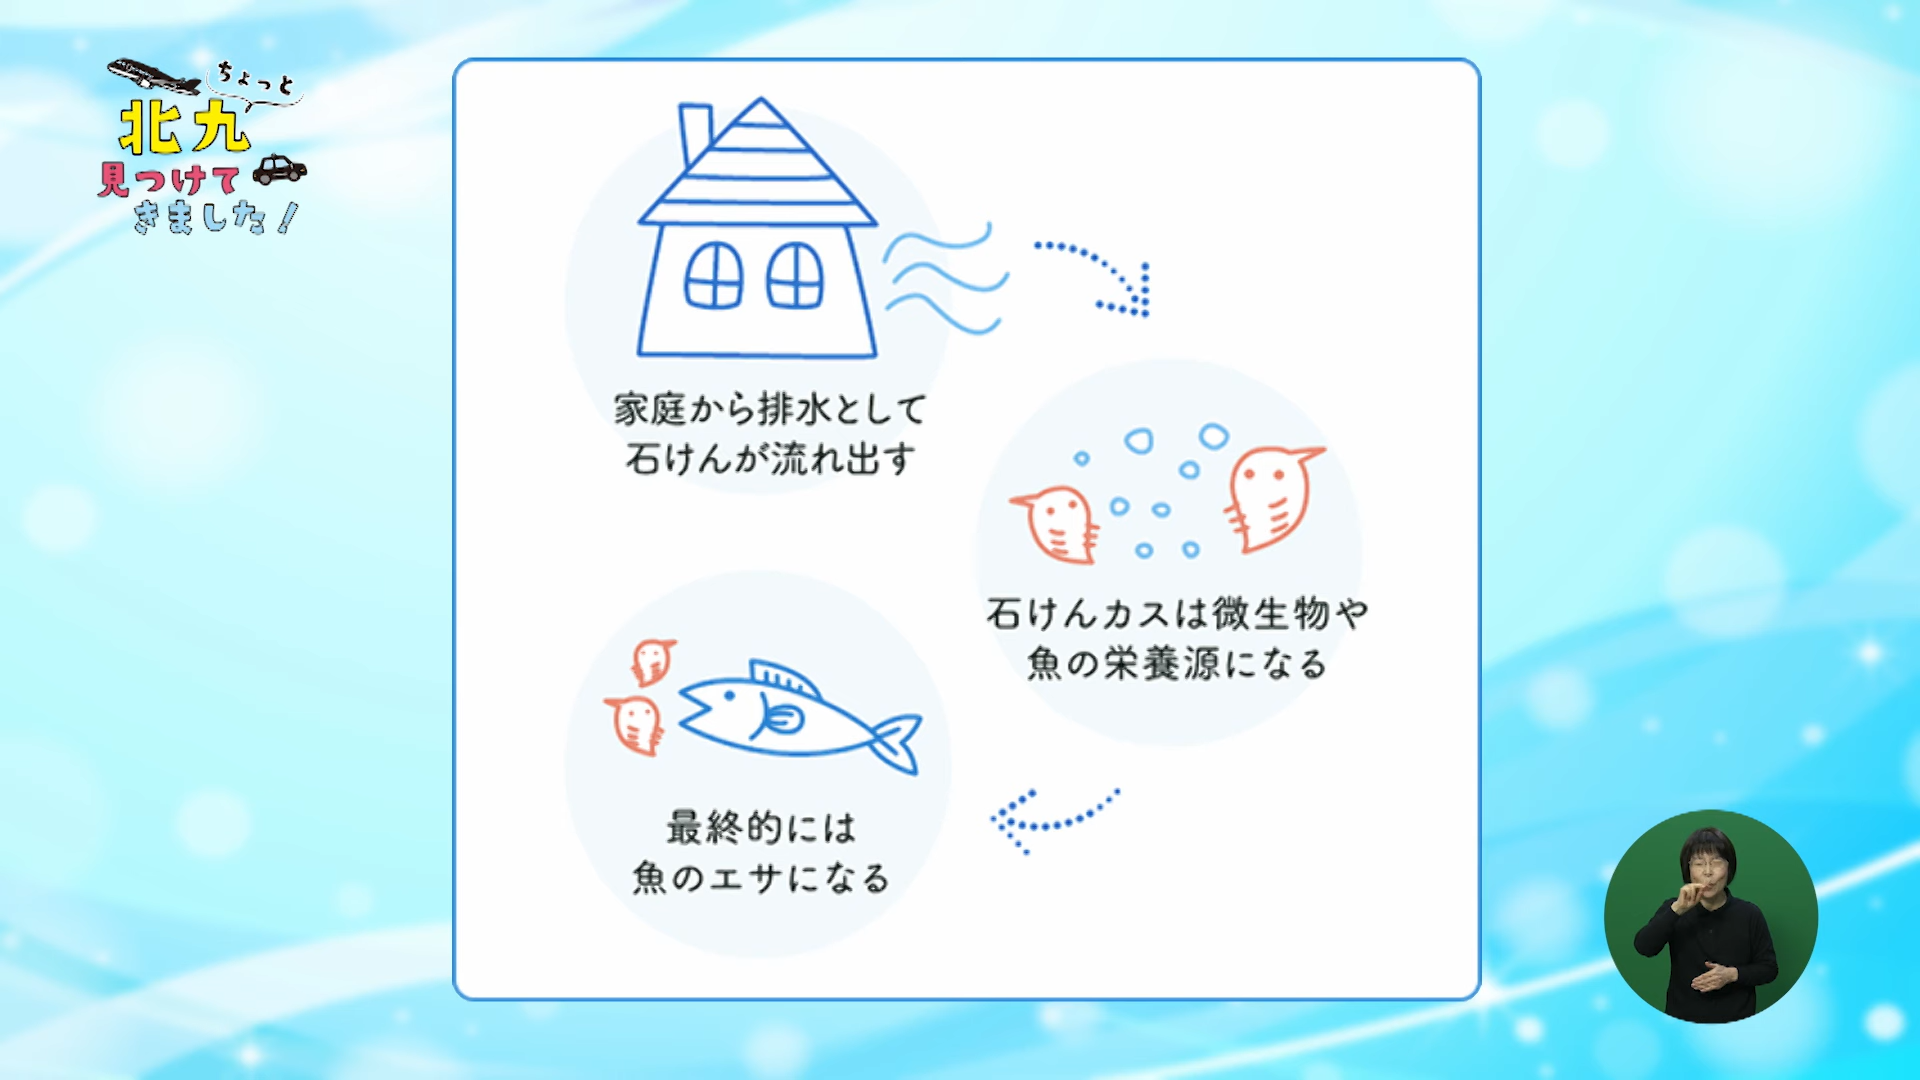 ちょっと
北九
見つけて
きました!
家庭から排水として
石けんが流れ出す
石けんカスは微生物や
魚の栄養源になる
最終的には
魚のエサになる